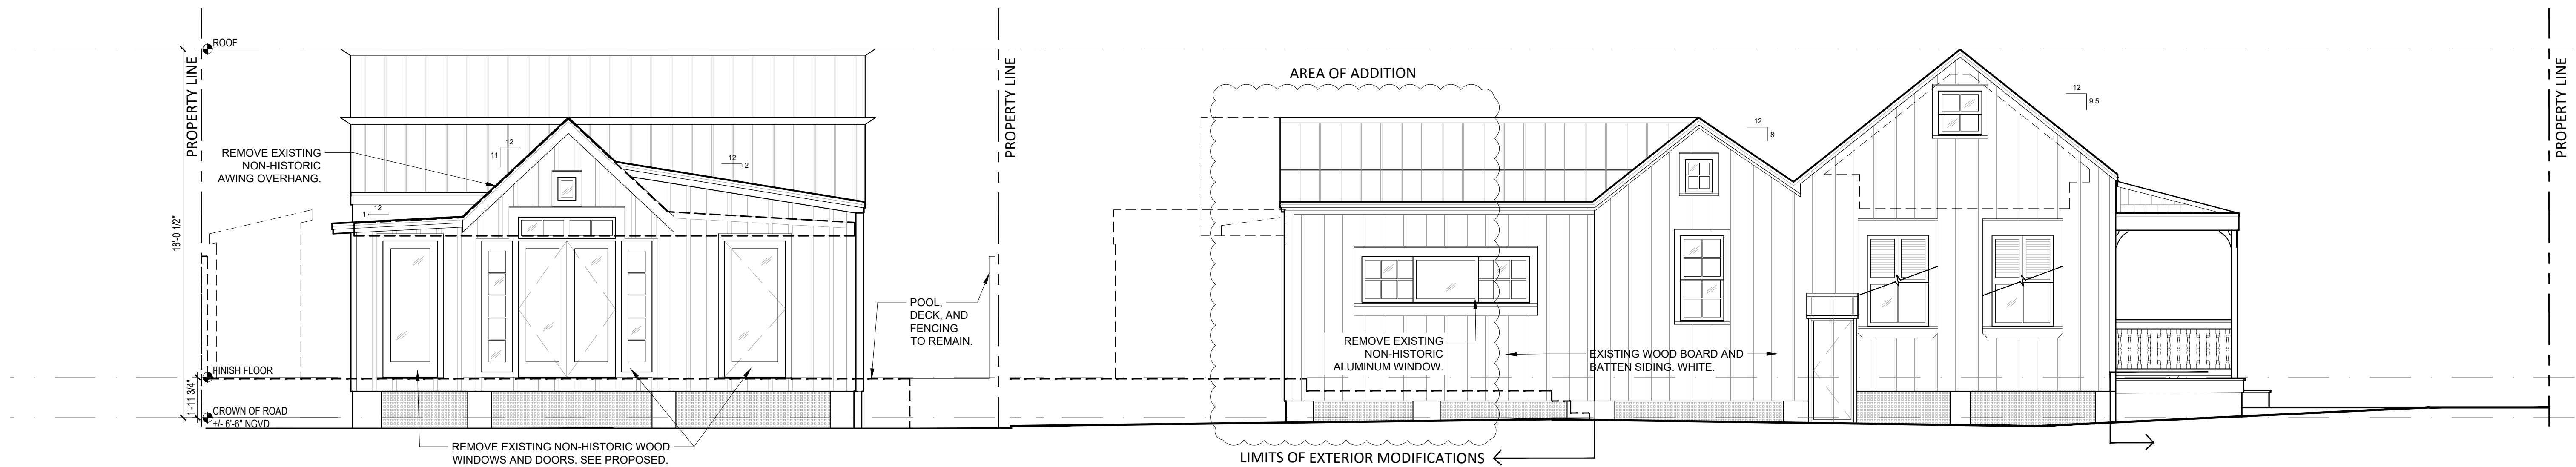 ROOF
PROPERTY LINE
REMOVE EXISTING
NON-HISTORIC
AWING OVERHANG.
12
11
12
2
12
1
18'-0 1/2"
FINISH FLOOR
1'-11 3/4"
CROWN OF ROAD
+/- 6'-6" NGVD
REMOVE EXISTING NON-HISTORIC WOOD
WINDOWS AND DOORS. SEE PROPOSED.
POOL,
DECK, AND
FENCING
TO REMAIN.
PROPERTY LINE
AREA OF ADDITION
12
8
12
9.5
REMOVE EXISTING
NON-HISTORIC
ALUMINUM WINDOW.
EXISTING WOOD BOARD AND
BATTEN SIDING. WHITE.
LIMITS OF EXTERIOR MODIFICATIONS
PROPERTY LINE